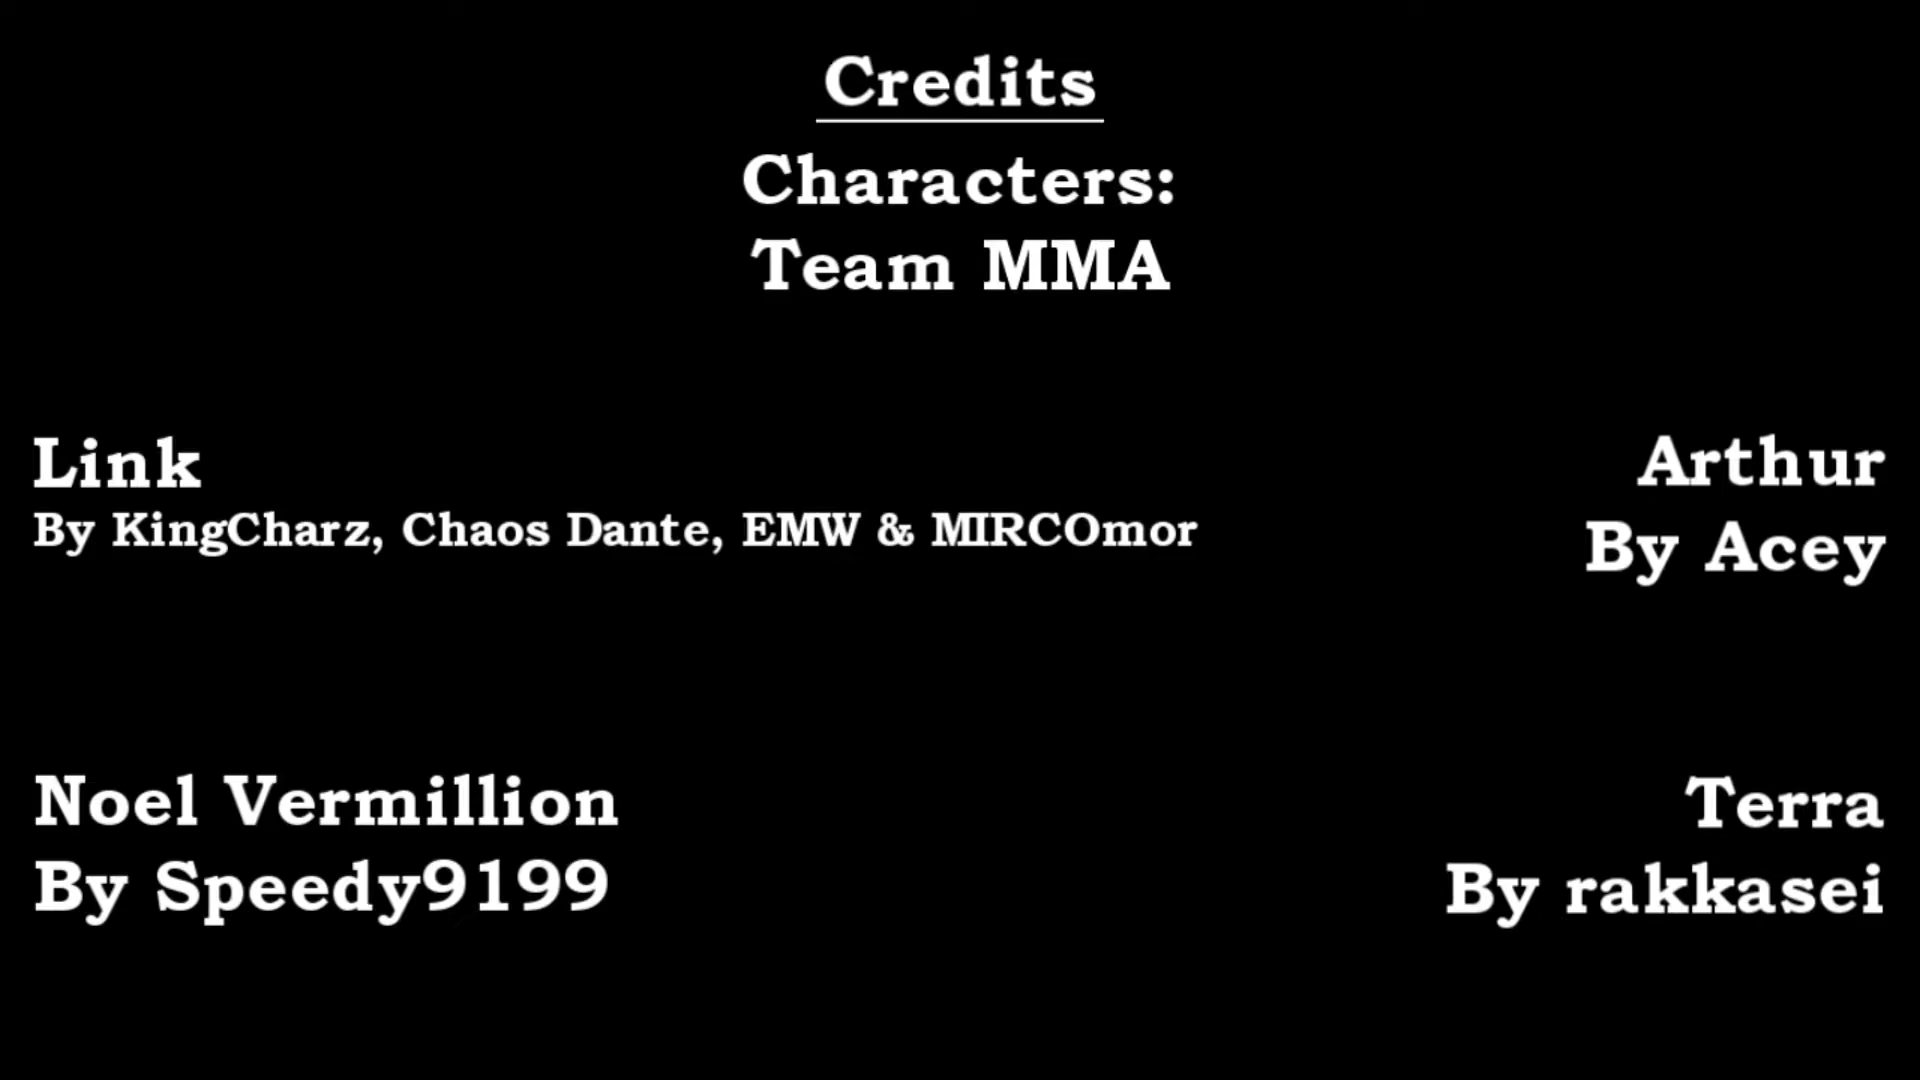 Credits
Characters:
Team MMA
Link
By KingCharz, Chaos Dante, EMW & MIRCOmor
Arthur
By Acey
Noel Vermillion
By Speedy9199
Terra
By rakkasei